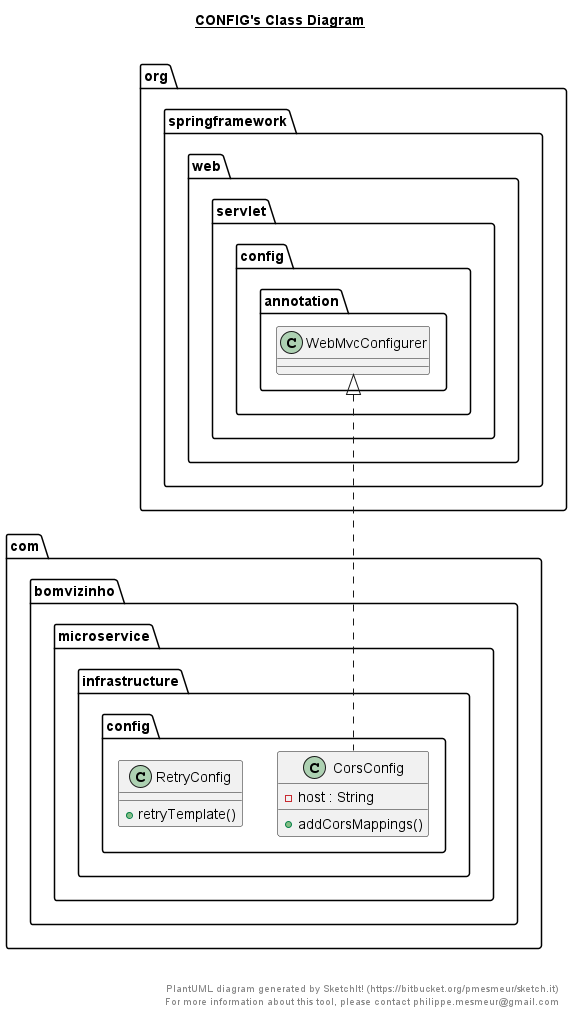 CONFIG's Class Diagram
org
springframework
web
servlet
config
annotation
C WebMvcConfigurer
com
bomvizinho
microservice
infrastructure
config
C RetryConfig
retryTemplate()
C CorsConfig
host : String
addCorsMappings()
PlantUML diagram generated by SketchIt! (https://bitbucket.org/pmesmeur/sketch.it)
For more information about this tool, please contact philippe.mesmeur@gmail.com